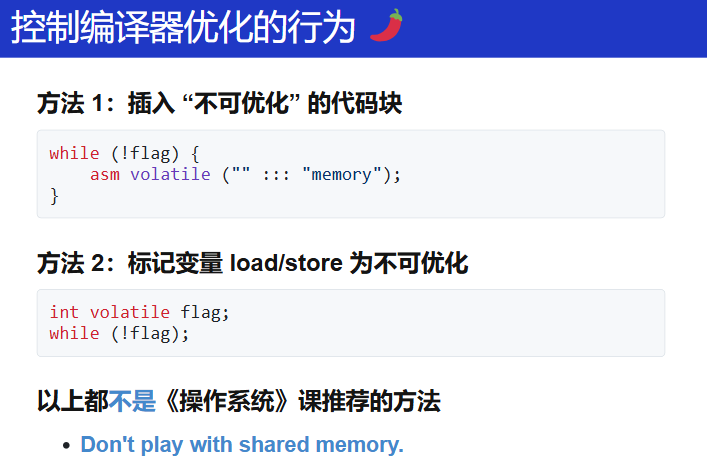 控制编译器优化的行为 🌶️
方法 1：插入 “不可优化” 的代码块
while (!flag) {
    asm volatile ("" ::: "memory");
}
方法 2：标记变量 load/store 为不可优化
int volatile flag;
while (!flag);
以上都不是《操作系统》课推荐的方法
• Don't play with shared memory.